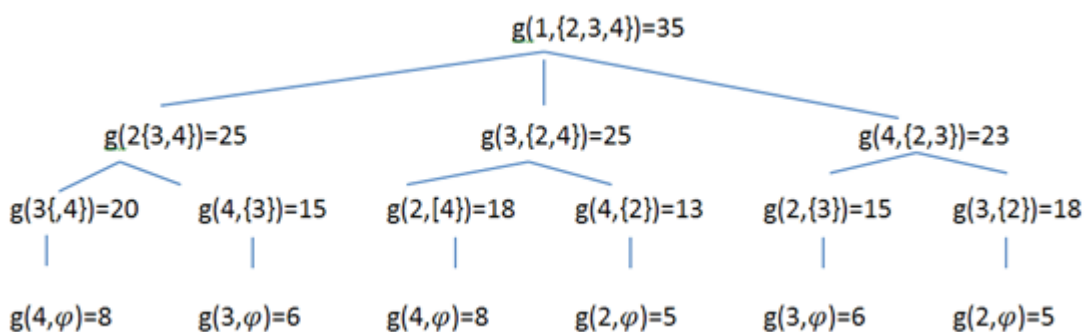 g(1,{2,3,4})=35
g(2{3,4})=25 g(3,{2,4})=25 g(4,{2,3})=23
g(3{,4})=20 g(4,{3})=15 g(2,[4})=18 g(4,{2})=13 g(2,{3})=15 g(3,{2})=18
g(4,φ)=8 g(3,φ)=6 g(4,φ)=8 g(2,φ)=5 g(3,φ)=6 g(2,φ)=5